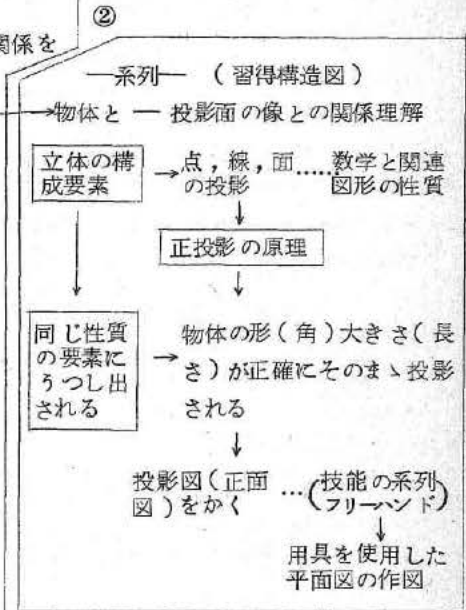 ②
関係を
―系列― (習得構造図)
→物体と ― 投影面の像との関係理解
立体の構
成要素
→点,線,面……数学と関連
の投影 図形の性質
↓
正投影の原理
↓
↓
同じ性質
の要素に
うつし出
される
→物体の形(角)大きさ(長
さ)が正確にそのまゝ投影
される
↓
投影図(正面
図)をかく
…(技能の系列
フリーハンド)
↓
用具を使用した
平面図の作図